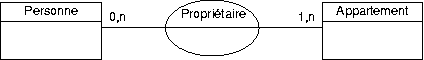 Personne
0,n
Propriétaire
1,n
Appartement